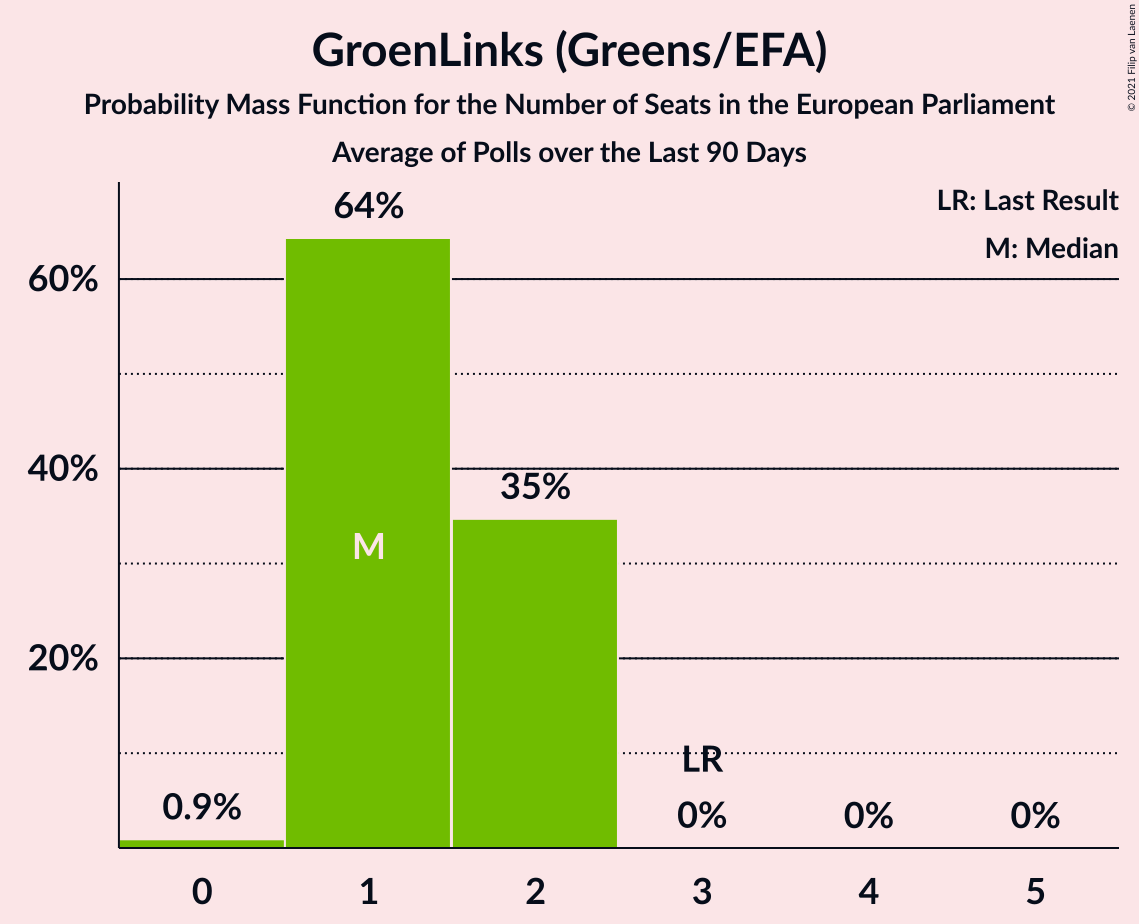 GroenLinks (Greens/EFA)
Probability Mass Function for the Number of Seats in the European Parliament
Average of Polls over the Last 90 Days
© 2021 Filip van Laenen
LR: Last Result
M: Median
64%
60%
40%
35%
M
20%
LR
0.9%
0%
0%
0%
0
1
2
3
4
5